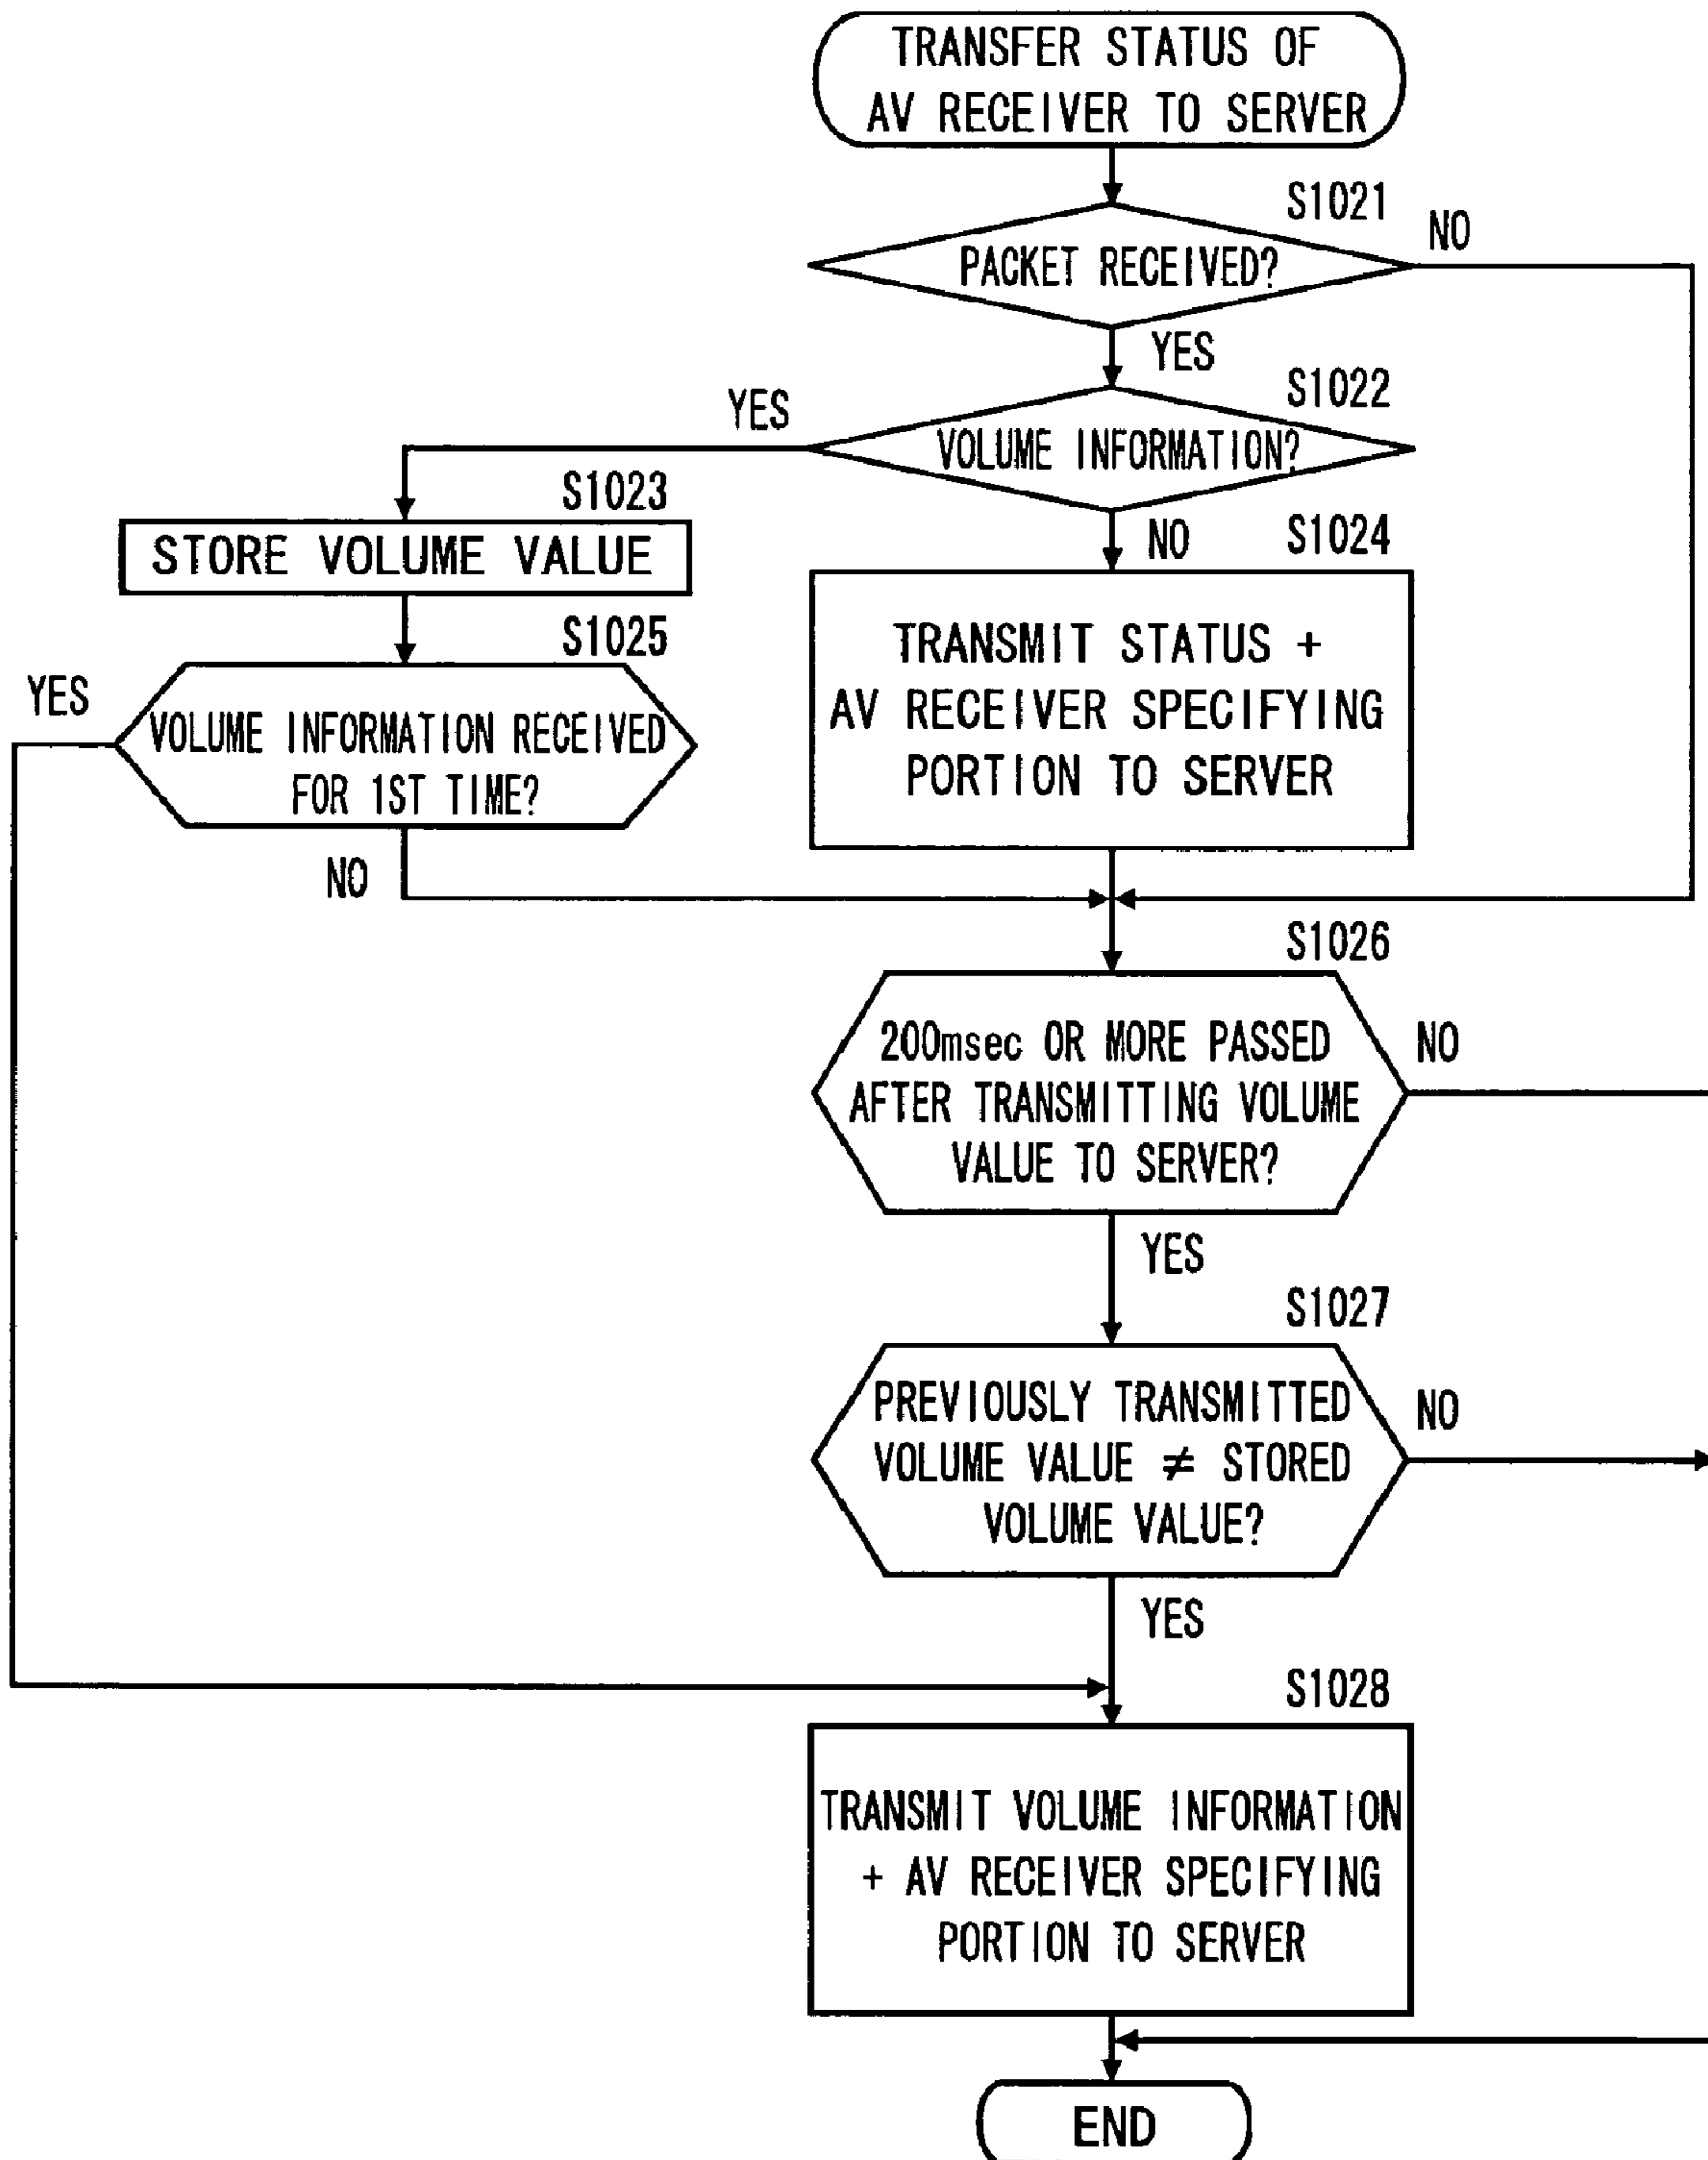 TRANSFER STATUS OF
AV RECEIVER TO SERVER
S1021
NO
PACKET RECEIVED?
YES
S1022
YES
VOLUME INFORMATION?
S1023
NO
S1024
STORE VOLUME VALUE
S1025
TRANSMIT STATUS +
AV RECEIVER SPECIFYING
PORTION TO SERVER
YES
VOLUME INFORMATION RECEIVED
FOR 1ST TIME?
NO
S1026
200msec OR MORE PASSED
AFTER TRANSMITTING VOLUME
VALUE TO SERVER?
NO
YES
S1027
PREVIOUSLY TRANSMITTED
VOLUME VALUE ≠ STORED
VOLUME VALUE?
NO
YES
S1028
TRANSMIT VOLUME INFORMATION
+ AV RECEIVER SPECIFYING
PORTION TO SERVER
END